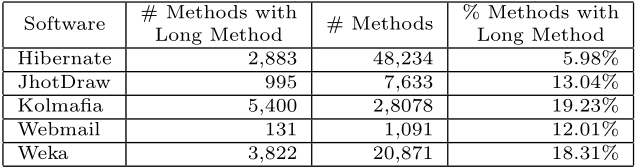 Software # Methods with Long Method # Methods % Methods with Long Method
Hibernate 2,883 48,234 5.98%
JhotDraw 995 7,633 13.04%
Kolmafia 5,400 2,8078 19.23%
Webmail 131 1,091 12.01%
Weka 3,822 20,871 18.31%